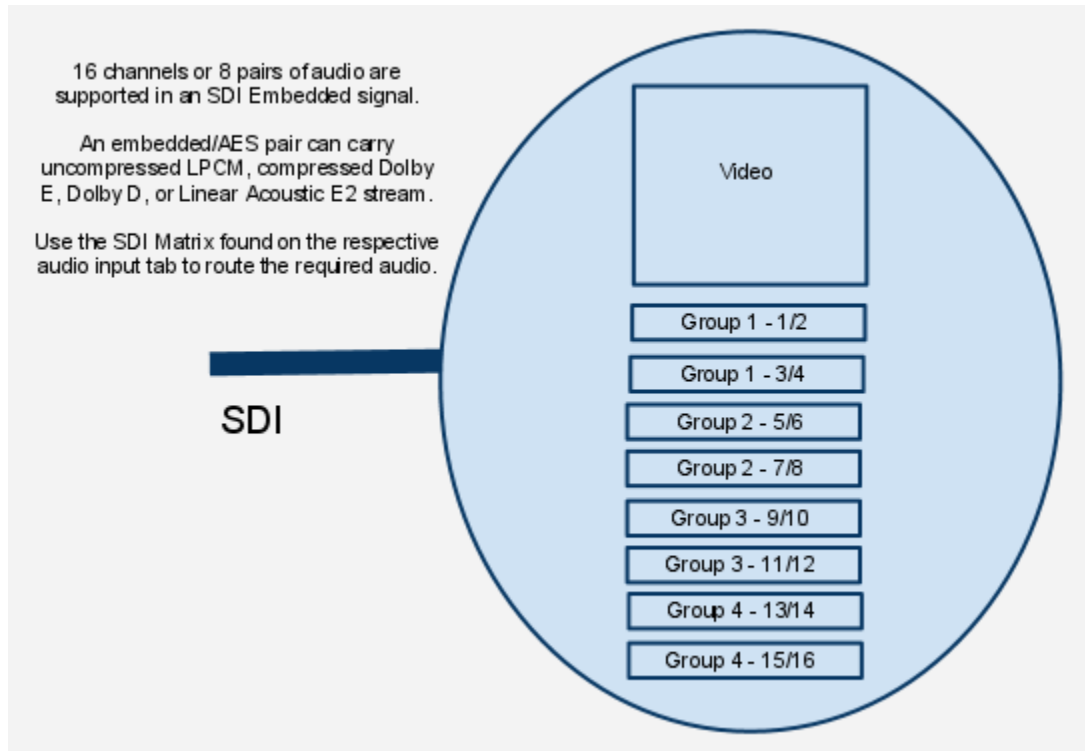 16 channels or 8 pairs of audio are
supported in an SDI Embedded signal.
An embedded/AES pair can carry
uncompressed LPCM, compressed Dolby
E, Dolby D, or Linear Acoustic E2 stream.
Use the SDI Matrix found on the respective
audio input tab to route the required audio.
SDI
Video
Group 1 - 1/2
Group 1 - 3/4
Group 2 - 5/6
Group 2 - 7/8
Group 3 - 9/10
Group 3 - 11/12
Group 4 - 13/14
Group 4 - 15/16